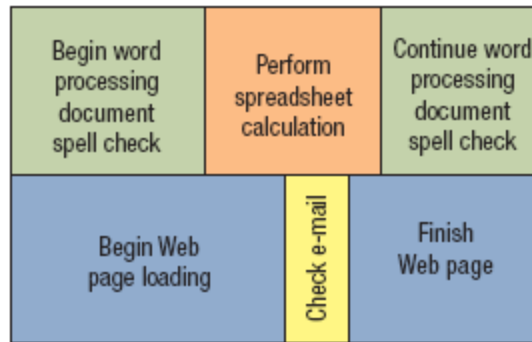 Begin word
processing
document
spell check
Perform
spreadsheet
calculation
Continue word
processing
document
spell check
Begin Web
page loading
Check e-mail
Finish
Web page